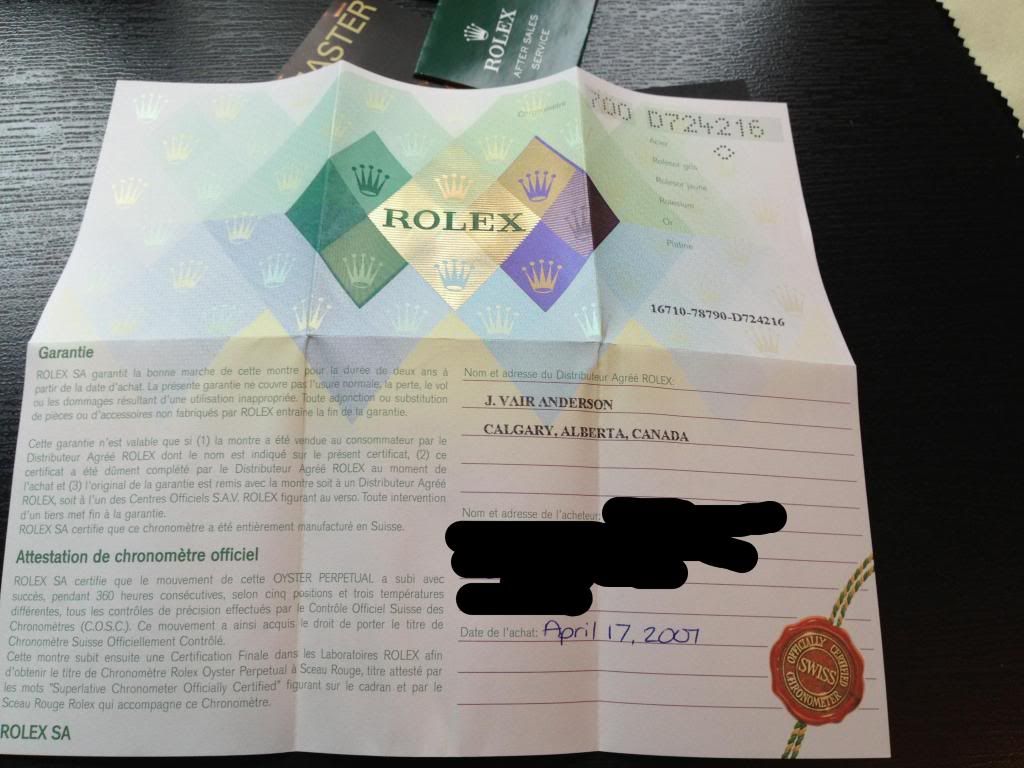 MASTER
ROLEX
AFTER SALES
SERVICE
Chronomètre
700 D724216
Acier
Rolesor gris
Rolesor jaune
Rolesium
Or
Platine
ROLEX
16710-78790-D724216
Garantie
ROLEX SA garantit la bonne marche de cette montre pour la durée de deux ans à
partir de la date d'achat. La présente garantie ne couvre pas l'usure normale, la perte, le vol
ou les dommages résultant d'une utilisation inappropriée. Toute adjonction ou substitution
de pièces ou d'accessoires non fabriqués par ROLEX entraîne la fin de la garantie.
Cette garantie n'est valable que si (1) la montre a été vendue au consommateur par le
Distributeur Agréé ROLEX dont le nom est indiqué sur le présent certificat, (2) ce
certificat a été dûment complété par le Distributeur Agréé ROLEX au moment de
l'achat et (3) l'original de la garantie est remis avec la montre soit à un Distributeur Agréé
ROLEX, soit à l'un des Centres Officiels S.A.V. ROLEX figurant au verso. Toute intervention
d'un tiers met fin à la garantie.
ROLEX SA certifie que ce chronomètre a été entièrement manufacturé en Suisse.
Attestation de chronomètre officiel
ROLEX SA certifie que le mouvement de cette OYSTER PERPETUAL a subi avec
succès, pendant 360 heures consécutives, selon cinq positions et trois températures
différentes, tous les contrôles de précision effectués par le Contrôle Officiel Suisse des
Chronomètres (C.O.S.C.). Ce mouvement a ainsi acquis le droit de porter le titre de
Chronomètre Suisse Officiellement Contrôlé.
Cette montre subit ensuite une Certification Finale dans les Laboratoires ROLEX afin
d'obtenir le titre de Chronomètre Rolex Oyster Perpetual à Sceau Rouge, titre attesté par
les mots "Superlative Chronometer Officially Certified" figurant sur le cadran et par le
Sceau Rouge Rolex qui accompagne ce Chronomètre.
ROLEX SA
Nom et adresse du Distributeur Agréé ROLEX:
J. VAIR ANDERSON
CALGARY, ALBERTA, CANADA
Nom et adresse de l'acheteur:
Date de l'achat: April 17, 2007
OFFICIALLY CERTIFIED
SWISS
CHRONOMETER